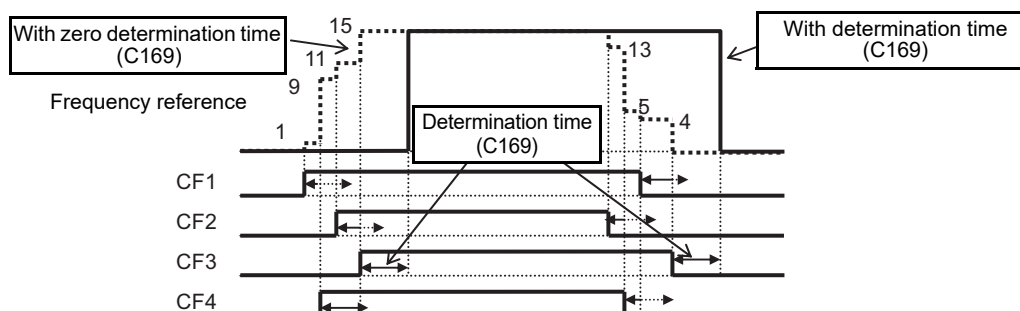 With zero determination time
(C169)
15
11
9
1
Frequency reference
With determination time
(C169)
13
5
4
Determination time
(C169)
CF1
CF2
CF3
CF4